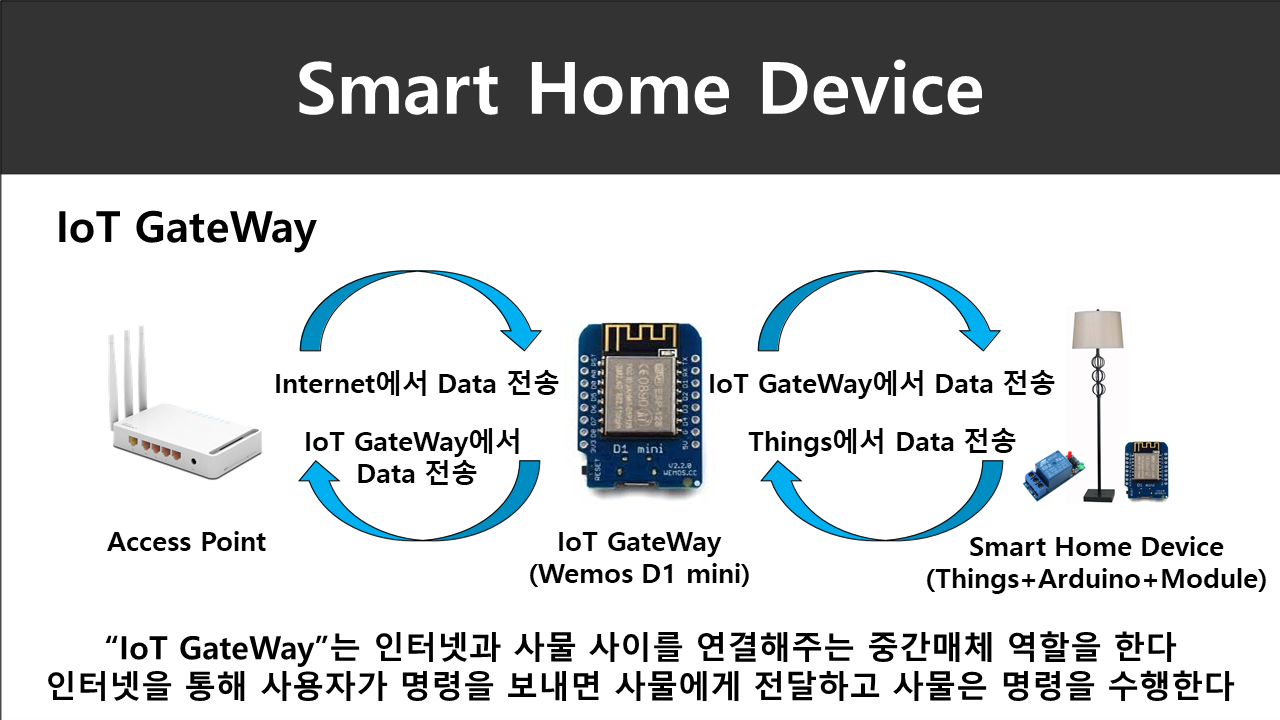 Smart Home Device
IoT GateWay
Internet에서 Data 전송
IoT GateWay에서 Data 전송
IoT GateWay에서
Data 전송
Things에서 Data 전송
D1 mini
RESET
V2.2.0
WEMOS.CC
Access Point
IoT GateWay
(Wemos D1 mini)
Smart Home Device
(Things+Arduino+Module)
“IoT GateWay”는 인터넷과 사물 사이를 연결해주는 중간매체 역할을 한다
인터넷을 통해 사용자가 명령을 보내면 사물에게 전달하고 사물은 명령을 수행한다